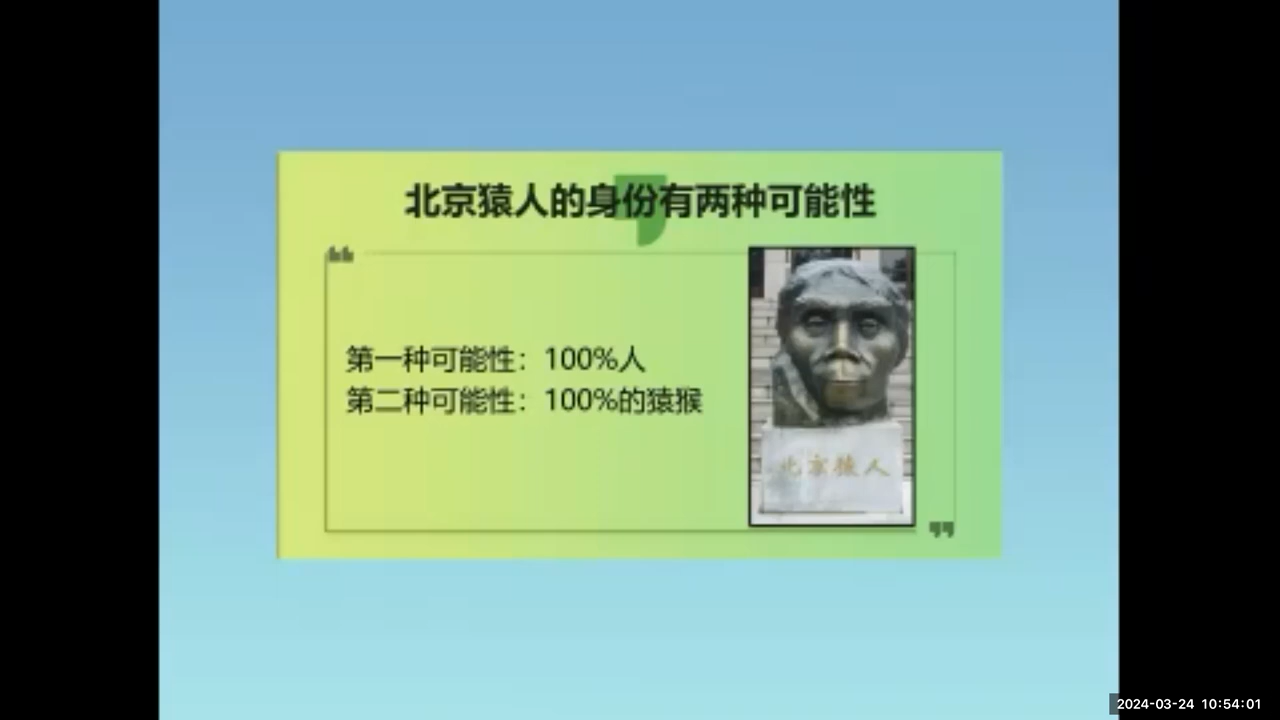 北京猿人的身份有两种可能性
第一种可能性：100%人
第二种可能性：100%的猿猴
北京猿人
2024-03-24 10:54:01